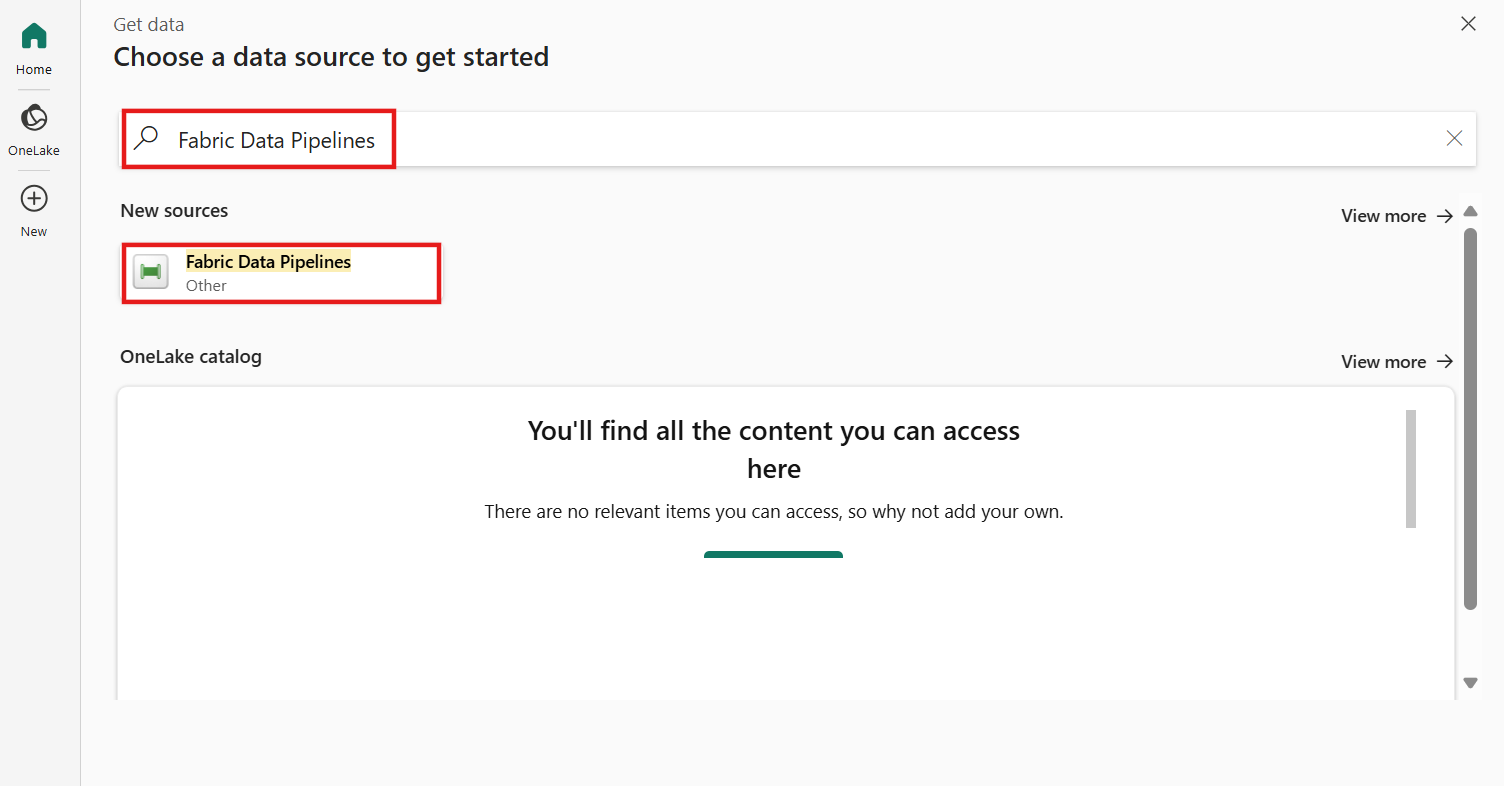 Get data
Choose a data source to get started
Home
OneLake
New
Fabric Data Pipelines
New sources
View more
Fabric Data Pipelines
Other
OneLake catalog
View more
You'll find all the content you can access
here
There are no relevant items you can access, so why not add your own.